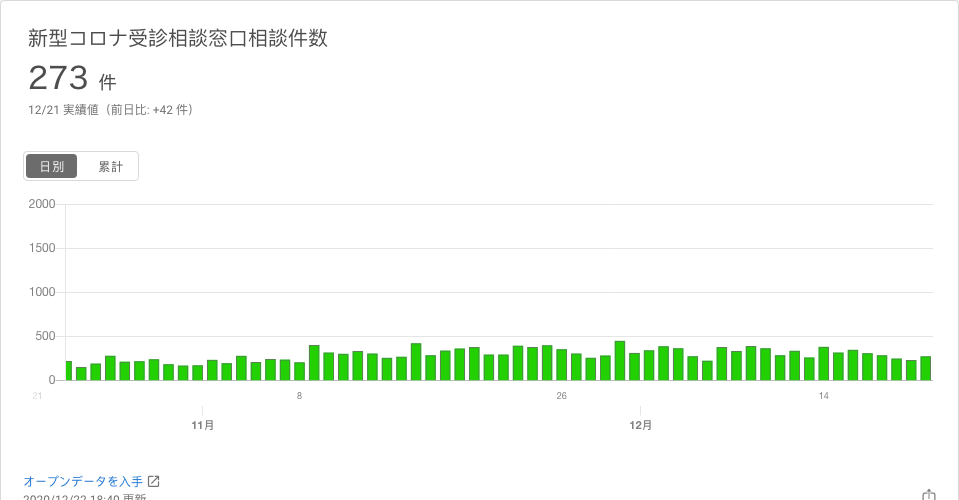 新型コロナ受診相談窓口相談件数
273 件
12/21 実績値（前日比: +42 件）
日別 累計
2000
1500
1000
500
0
21 8 26 14
11月 12月
オープンデータを入手
2020/12/22 18:40 更新